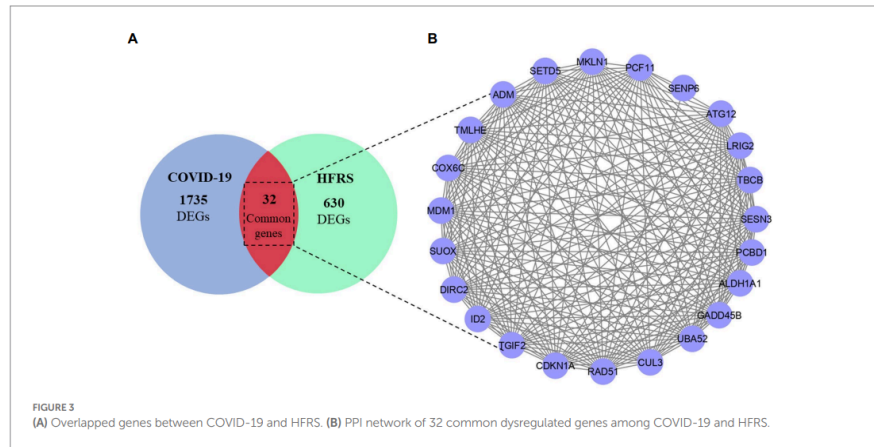 A
B
COVID-19
1735
DEGs
32
Common
genes
HFRS
630
DEGs
MKLN1
PCF11
SENP6
ATG12
LRIG2
TBCB
SESN3
PCBD1
ALDH1A1
GADD45B
UBA52
CUL3
RAD51
CDKN1A
TGIF2
ID2
DIRC2
SUOX
MDM1
COX6C
TMLHE
ADM
SETD5
FIGURE 3
(A) Overlapped genes between COVID-19 and HFRS. (B) PPI network of 32 common dysregulated genes among COVID-19 and HFRS.